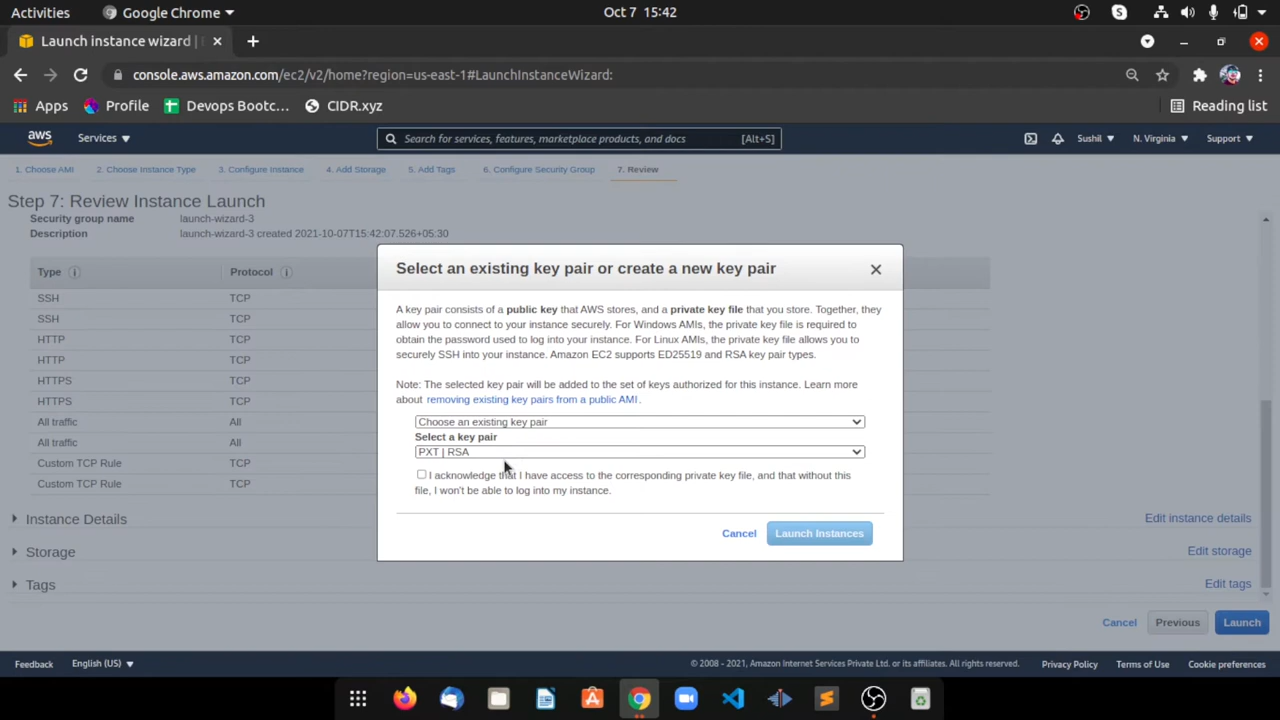 Activities
Google Chrome
Oct 7 15:42
Launch instance wizard |
console.aws.amazon.com/ec2/v2/home?region=us-east-1#LaunchInstanceWizard:
Apps
Profile
Devops Bootc...
CIDR.xyz
Reading list
aws
Services
Search for services, features, marketplace products, and docs
[Alt+S]
Sushil
N. Virginia
Support
1. Choose AMI
2. Choose Instance Type
3. Configure Instance
4. Add Storage
5. Add Tags
6. Configure Security Group
7. Review
Step 7: Review Instance Launch
Security group name
launch-wizard-3
Description
launch-wizard-3 created 2021-10-07T15:42:07.526+05:30
Type
Protocol
SSH
TCP
SSH
TCP
HTTP
TCP
HTTP
TCP
HTTPS
TCP
HTTPS
TCP
All traffic
All
All traffic
All
Custom TCP Rule
TCP
Custom TCP Rule
TCP
Select an existing key pair or create a new key pair
A key pair consists of a public key that AWS stores, and a private key file that you store. Together, they
allow you to connect to your instance securely. For Windows AMIs, the private key file is required to
obtain the password used to log into your instance. For Linux AMIs, the private key file allows you to
securely SSH into your instance. Amazon EC2 supports ED25519 and RSA key pair types.
Note: The selected key pair will be added to the set of keys authorized for this instance. Learn more
about removing existing key pairs from a public AMI.
Choose an existing key pair
Select a key pair
PXT | RSA
I acknowledge that I have access to the corresponding private key file, and that without this
file, I won't be able to log into my instance.
Cancel
Launch Instances
Instance Details
Edit instance details
Storage
Edit storage
Tags
Edit tags
Cancel
Previous
Launch
Feedback
English (US)
© 2008 - 2021, Amazon Internet Services Private Ltd. or its affiliates. All rights reserved.
Privacy Policy
Terms of Use
Cookie preferences